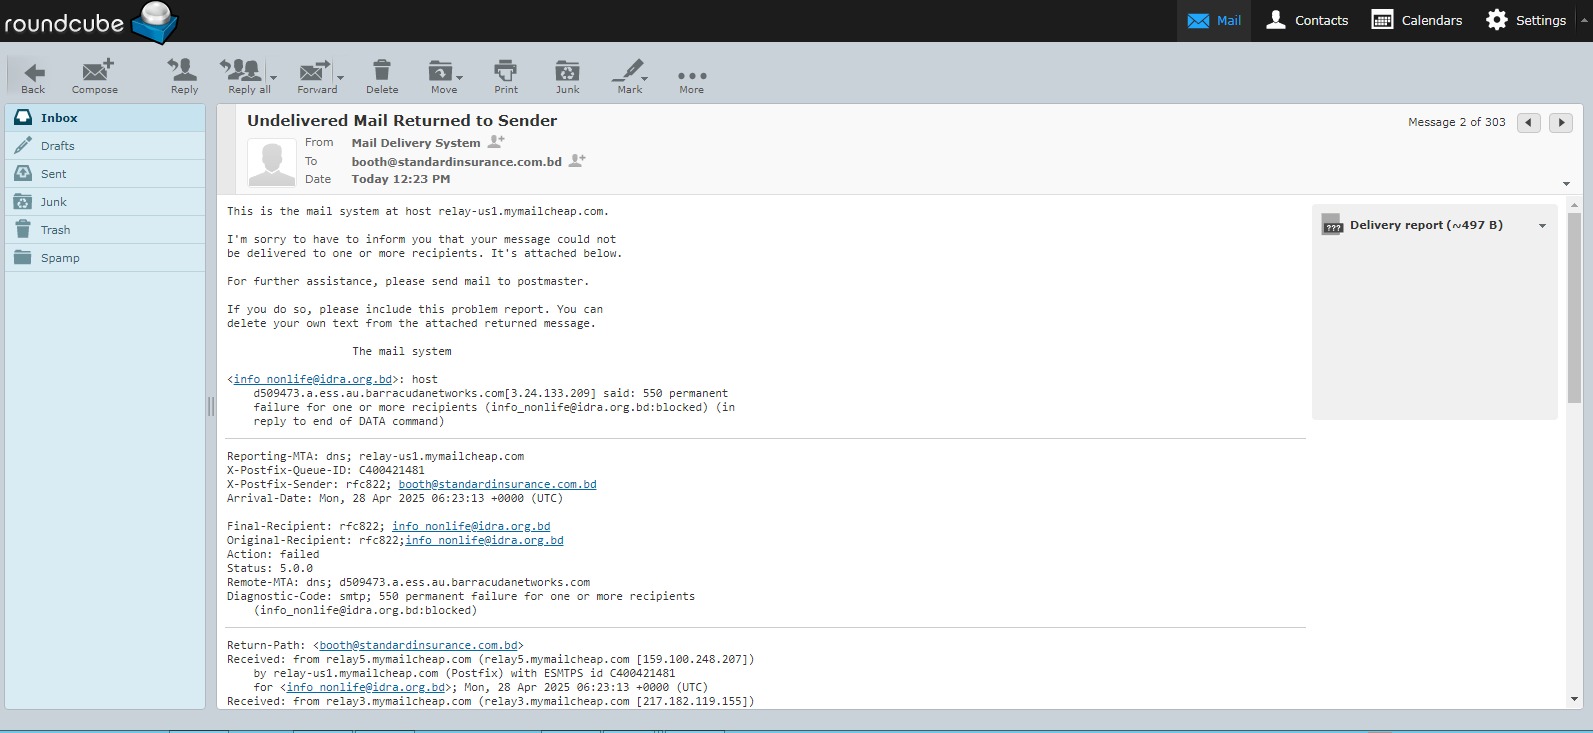 roundcube
Mail
Contacts
Calendars
Settings
Back
Compose
Reply
Reply all
Forward
Delete
Move
Print
Junk
Mark
More
Inbox
Drafts
Sent
Junk
Trash
Spamp
Undelivered Mail Returned to Sender
Message 2 of 303
From Mail Delivery System
To booth@standardinsurance.com.bd
Date Today 12:23 PM
This is the mail system at host relay-us1.mymailcheap.com.
I'm sorry to have to inform you that your message could not
be delivered to one or more recipients. It's attached below.
For further assistance, please send mail to postmaster.
If you do so, please include this problem report. You can
delete your own text from the attached returned message.
The mail system
<info_nonlife@idra.org.bd>: host
d509473.a.ess.au.barracudanetworks.com[3.24.133.209] said: 550 permanent
failure for one or more recipients (info_nonlife@idra.org.bd:blocked) (in
reply to end of DATA command)
Reporting-MTA: dns; relay-us1.mymailcheap.com
X-Postfix-Queue-ID: C400421481
X-Postfix-Sender: rfc822; booth@standardinsurance.com.bd
Arrival-Date: Mon, 28 Apr 2025 06:23:13 +0000 (UTC)
Final-Recipient: rfc822; info_nonlife@idra.org.bd
Original-Recipient: rfc822;info_nonlife@idra.org.bd
Action: failed
Status: 5.0.0
Remote-MTA: dns; d509473.a.ess.au.barracudanetworks.com
Diagnostic-Code: smtp; 550 permanent failure for one or more recipients
(info_nonlife@idra.org.bd:blocked)
Return-Path: <booth@standardinsurance.com.bd>
Received: from relay5.mymailcheap.com (relay5.mymailcheap.com [159.100.248.207])
by relay-us1.mymailcheap.com (Postfix) with ESMTPS id C400421481
for <info_nonlife@idra.org.bd>; Mon, 28 Apr 2025 06:23:13 +0000 (UTC)
Received: from relay3.mymailcheap.com (relay3.mymailcheap.com [217.182.119.155])
???
Delivery report (~497 B)